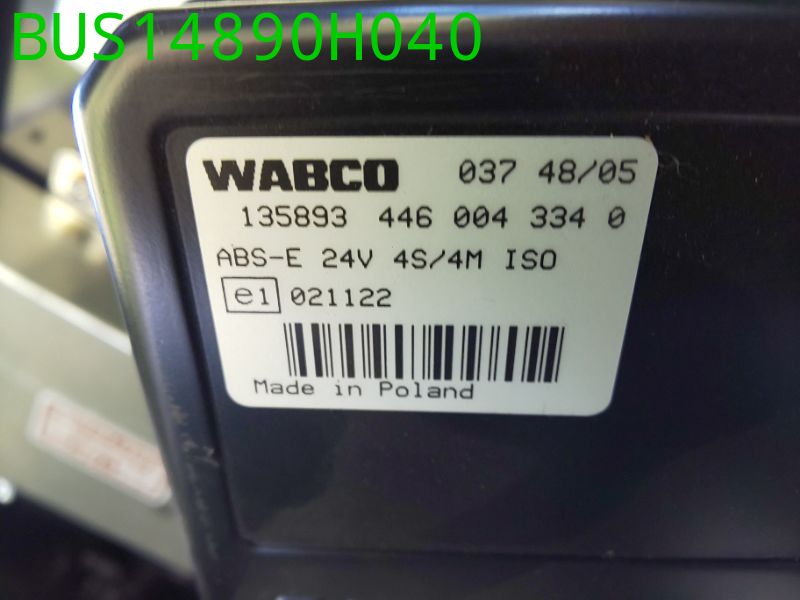 BUS14890H040
WABCO 037 48/05
135893 446 004 334 0
ABS-E 24V 4S/4M ISO
e1 021122
Made in Poland